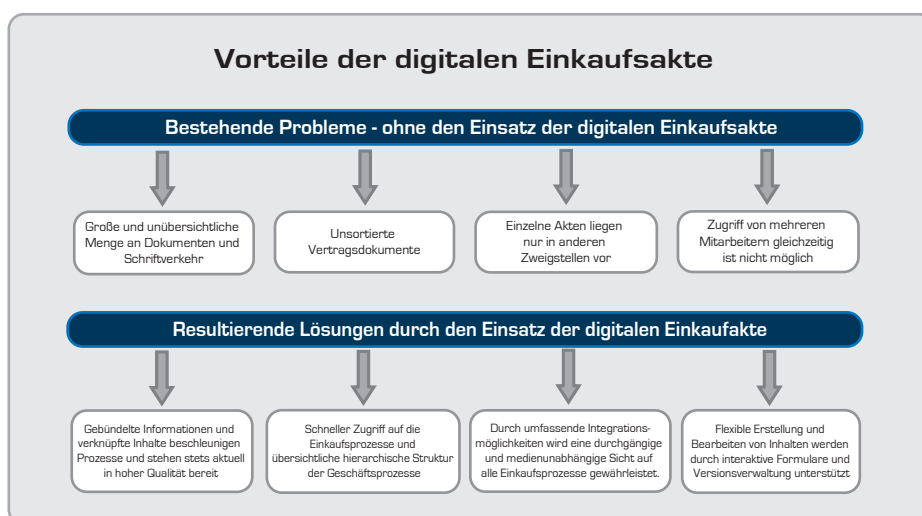 Vorteile der digitalen Einkaufsakte
Bestehende Probleme - ohne den Einsatz der digitalen Einkaufsakte
Große und unübersichtliche
Menge an Dokumenten und
Schriftverkehr
Unsortierte
Vertragsdokumente
Einzelne Akten liegen
nur in anderen
Zweigstellen vor
Zugriff von mehreren
Mitarbeitern gleichzeitig
ist nicht möglich
Resultierende Lösungen durch den Einsatz der digitalen Einkaufakte
Gebündelte Informationen und
verknüpfte Inhalte beschleunigen
Prozesse und stehen stets aktuell
in hoher Qualität bereit
Schneller Zugriff auf die
Einkaufsprozesse und
übersichtliche hierarchische Struktur
der Geschäftsprozesse
Durch umfassende Integrations-
möglichkeiten wird eine durchgängige
und medienunabhängige Sicht auf
alle Einkaufsprozesse gewährleistet.
Flexible Erstellung und
Bearbeiten von Inhalten werden
durch interaktive Formulare und
Versionsverwaltung unterstützt